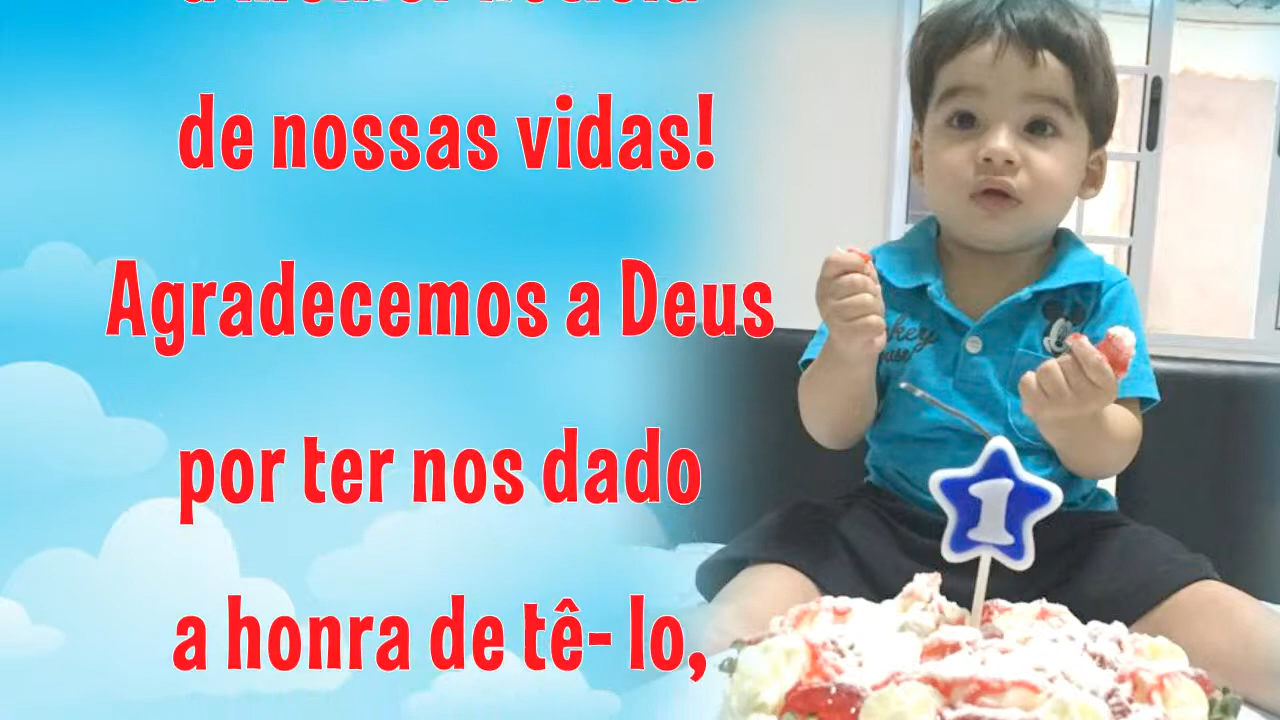 de nossas vidas!
Agradecemos a Deus
por ter nos dado
a honra de tê- lo,
1